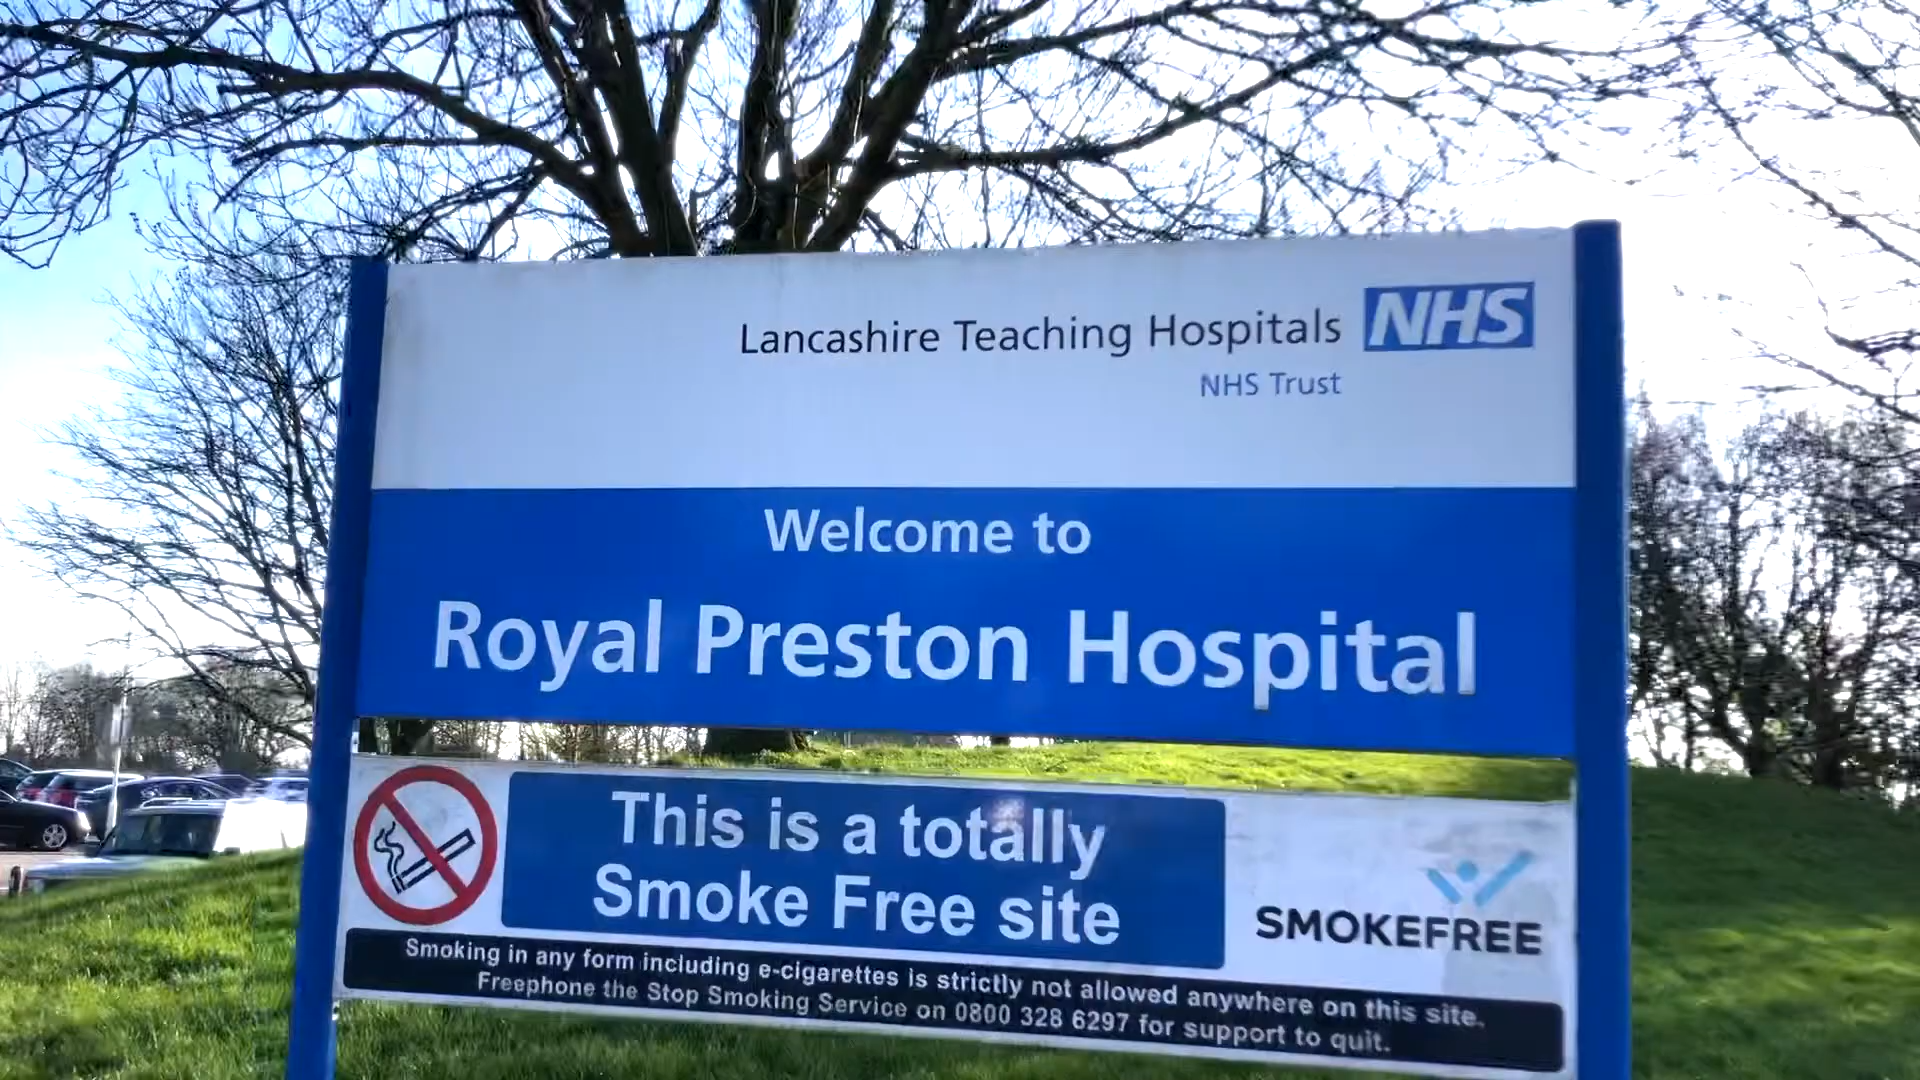 Lancashire Teaching Hospitals NHS
NHS Trust
Welcome to
Royal Preston Hospital
This is a totally
Smoke Free site
SMOKEFREE
Smoking in any form including e-cigarettes is strictly not allowed anywhere on this site.
Freephone the Stop Smoking Service on 0800 328 6297 for support to quit.